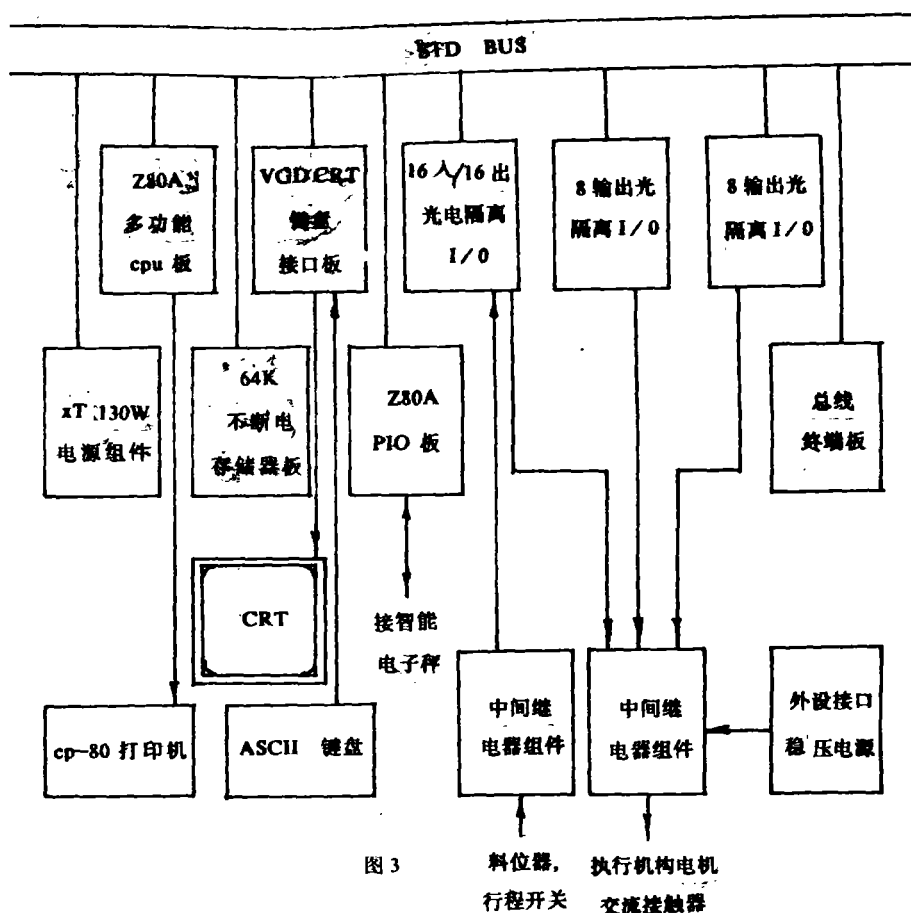 STD BUS
Z80A
多功能
cpu 板
VGD/CRT
键盘
接口板
16 入/16 出
光电隔离
I/O
8 输出光
隔离 I/O
8 输出光
隔离 I/O
xT 130W
电源组件
64K
不断电
存储器板
Z80A
PIO 板
总线
终端板
CRT
接智能
电子秤
cp-80 打印机
ASCII 键盘
中间继
电器组件
中间继
电器组件
外设接口
稳压电源
图 3
料位器,
行程开关
执行机构电机
交流接触器